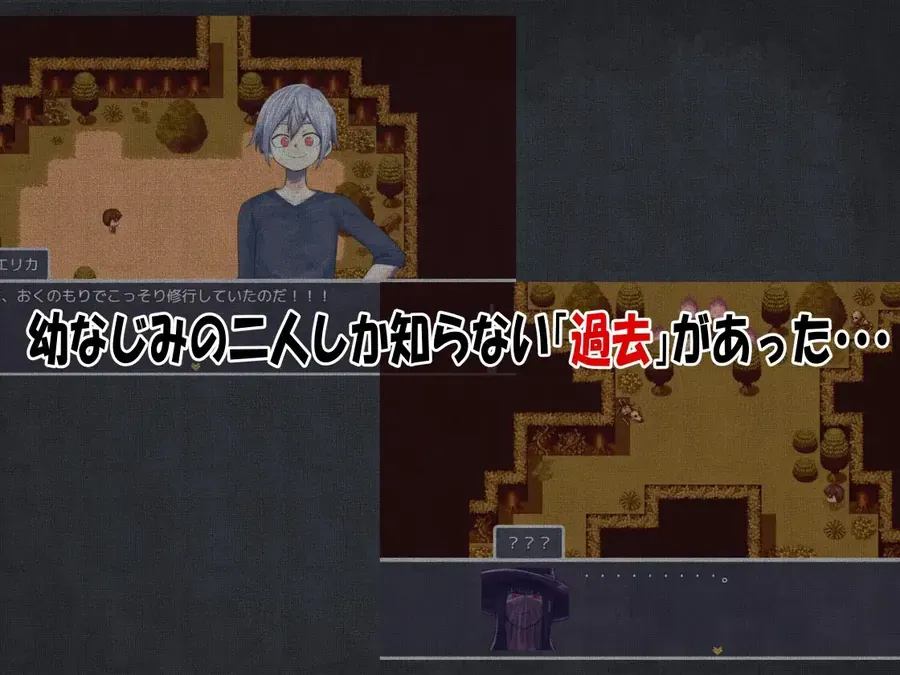 エリカ
、おくのもりでこっそり修行していたのだ！！！
幼なじみの二人しか知らない｢過去｣があった･･･
？？？
・・・・・・・・・。